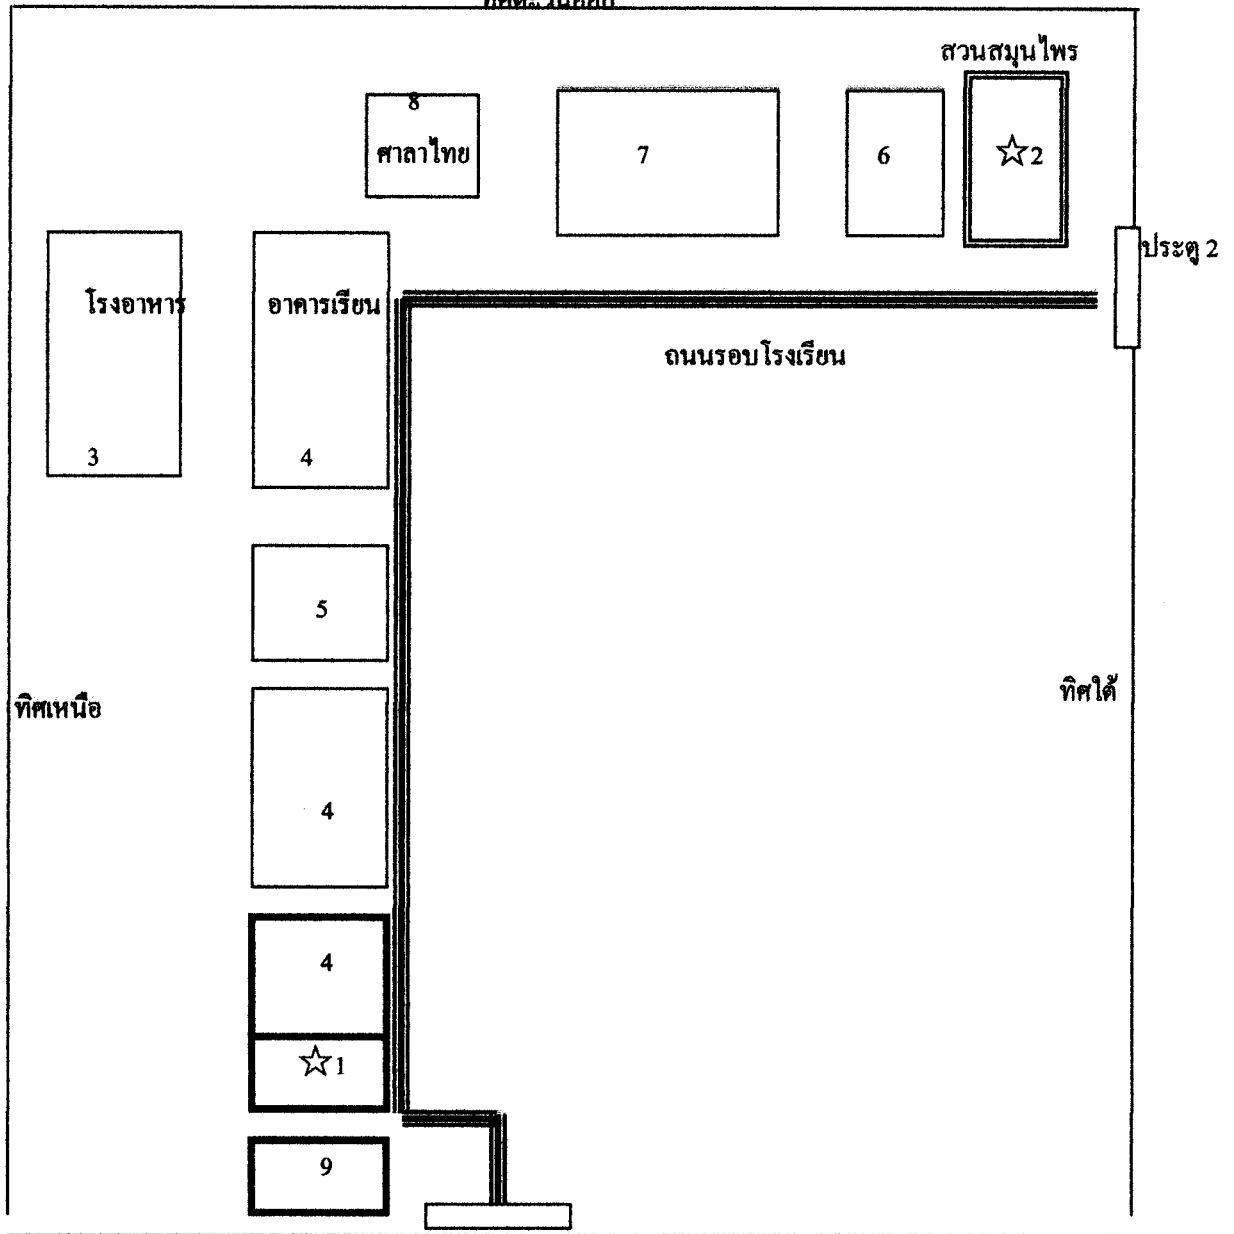 สวนสมุนไพร
8
ศาลาไทย
7
6
☆2
ประตู 2
โรงอาหาร
อาคารเรียน
ถนนรอบโรงเรียน
3
4
5
ทิศใต้
ทิศเหนือ
4
4
☆1
9